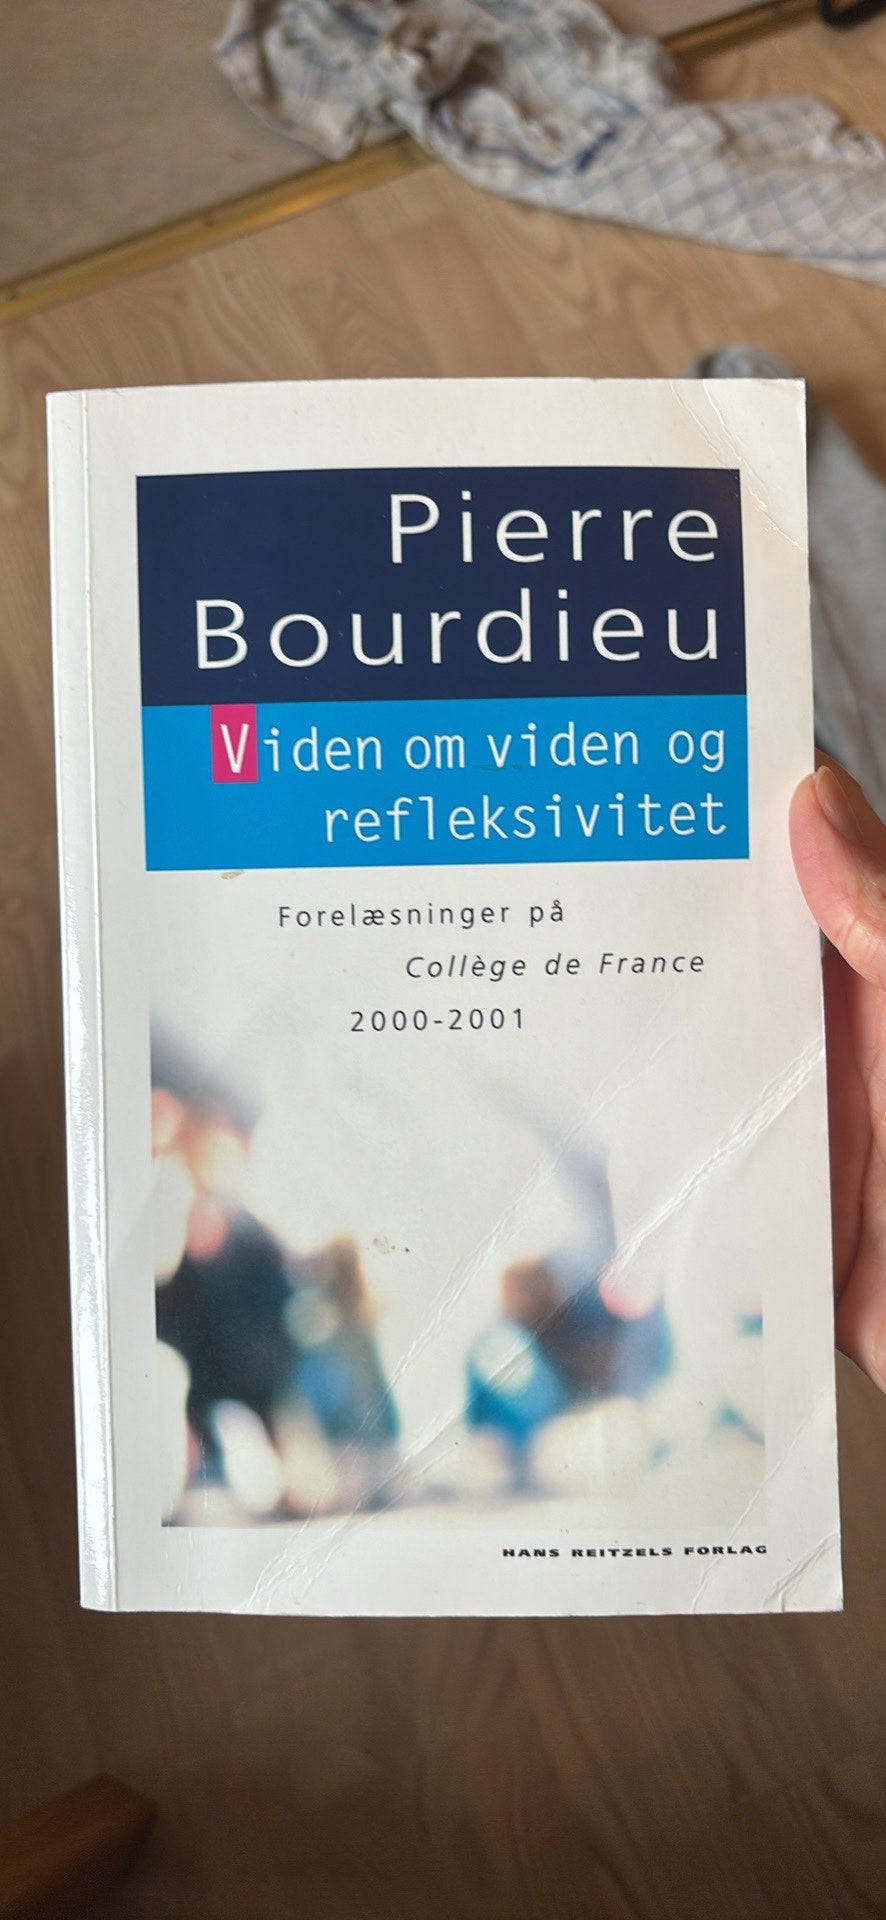 Pierre
Bourdieu
Viden om viden og
refleksivitet
Forelæsninger på
Collège de France
2000-2001
HANS REITZELS FORLAG